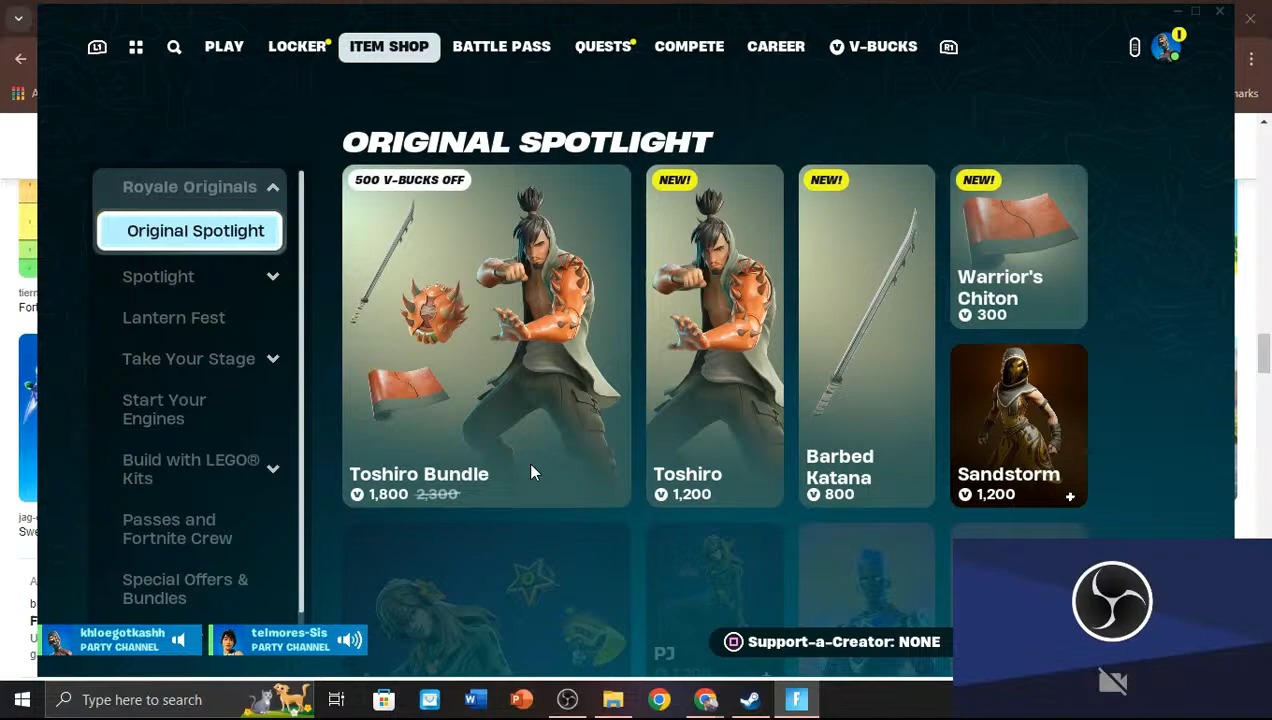 L1
PLAY
LOCKER
ITEM SHOP
BATTLE PASS
QUESTS
COMPETE
CAREER
V-BUCKS
R1
ORIGINAL SPOTLIGHT
Royale Originals
Original Spotlight
Spotlight
Lantern Fest
Take Your Stage
Start Your
Engines
Build with LEGO®
Kits
Passes and
Fortnite Crew
Special Offers &
Bundles
500 V-BUCKS OFF
Toshiro Bundle
1,800 2,300
NEW!
Toshiro
1,200
NEW!
Barbed
Katana
800
NEW!
Warrior's
Chiton
300
Sandstorm
1,200
PJ
khloegotkashh
PARTY CHANNEL
telmores-Sis
PARTY CHANNEL
Support-a-Creator: NONE
Type here to search